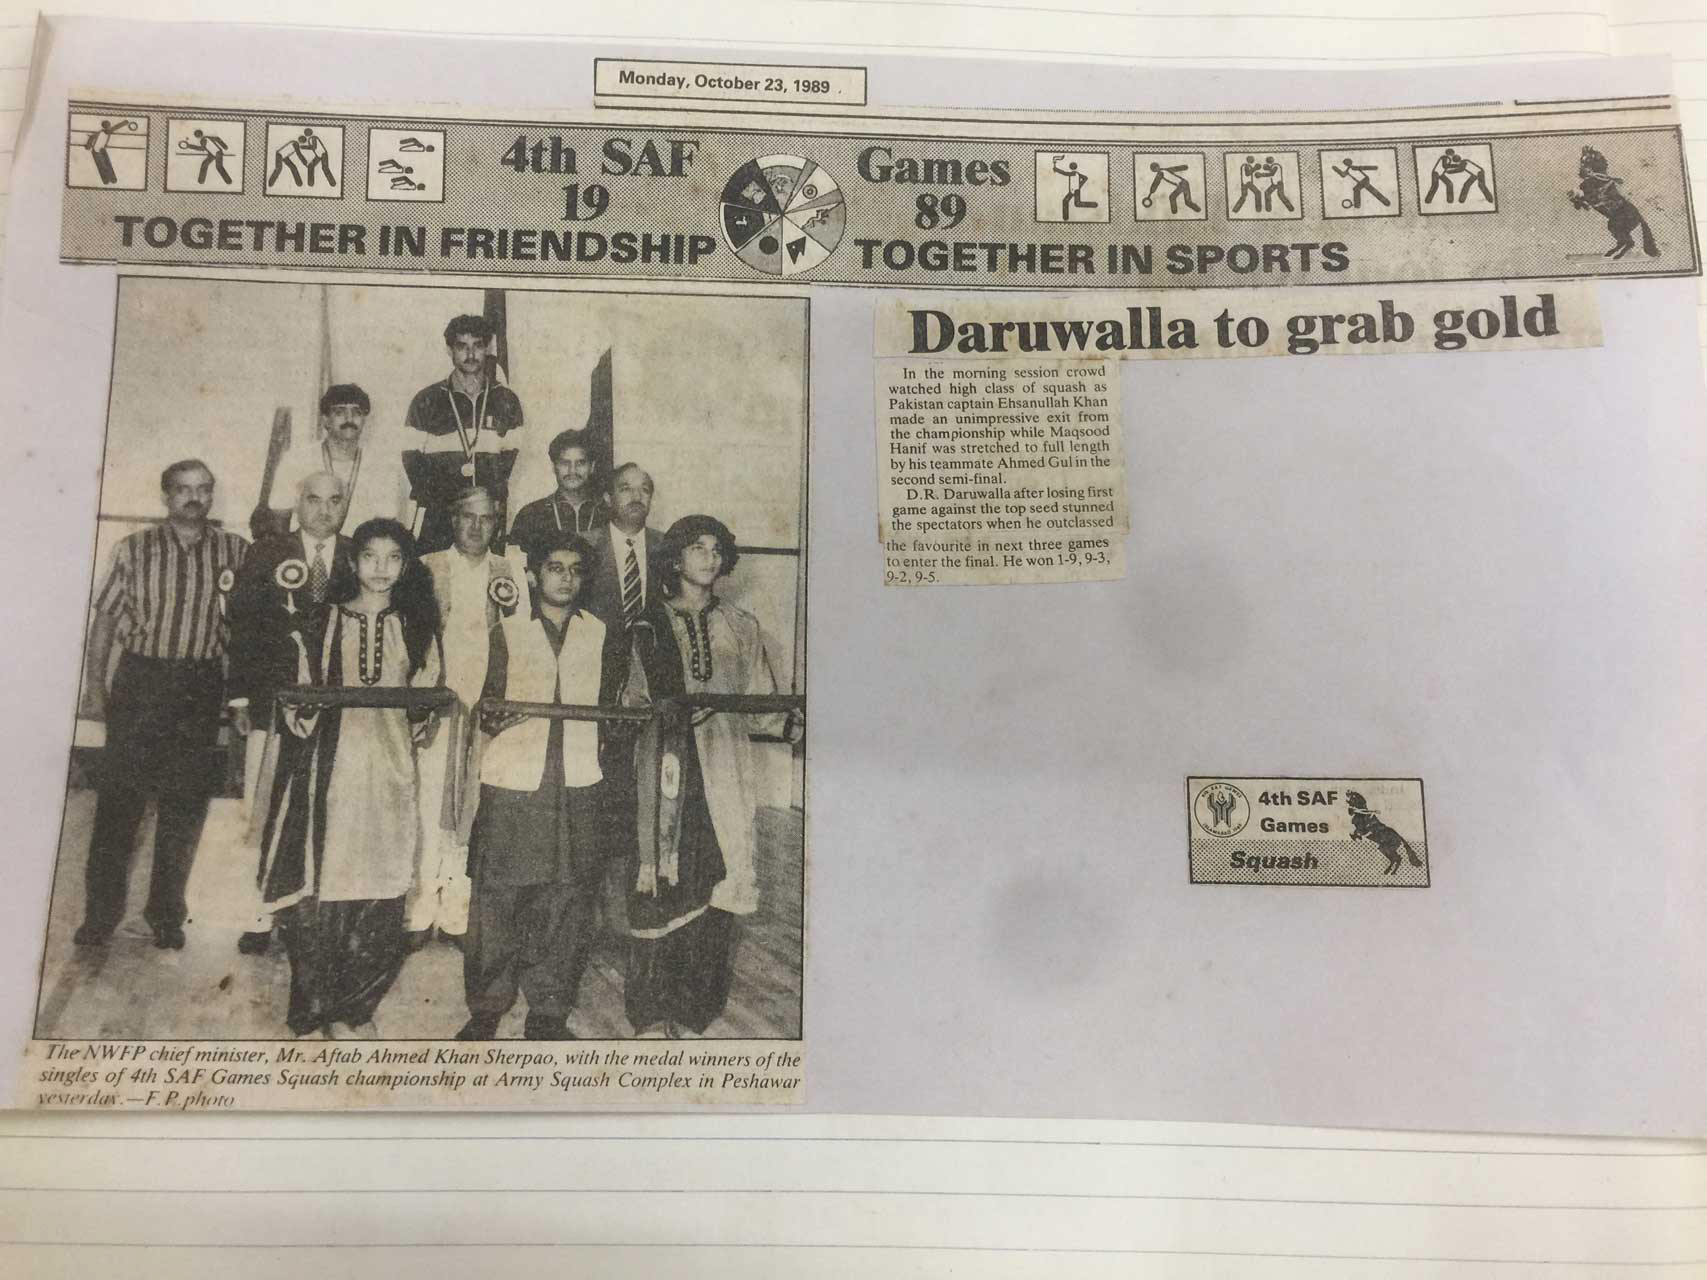 Monday, October 23, 1989
4th SAF Games
19 89
TOGETHER IN FRIENDSHIP TOGETHER IN SPORTS
The NWFP chief minister, Mr. Aftab Ahmed Khan Sherpao, with the medal winners of the
singles of 4th SAF Games Squash championship at Army Squash Complex in Peshawar
yesterday.—F.P.photo
Daruwalla to grab gold
In the morning session crowd
watched high class of squash as
Pakistan captain Ehsanullah Khan
made an unimpressive exit from
the championship while Maqsood
Hanif was stretched to full length
by his teammate Ahmed Gul in the
second semi-final.
D.R. Daruwalla after losing first
game against the top seed stunned
the spectators when he outclassed
the favourite in next three games
to enter the final. He won 1-9, 9-3,
9-2, 9-5.
4th SAF
Games
Squash